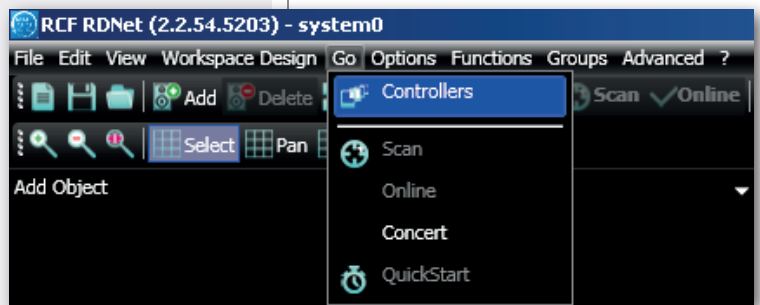 RCF RDNet (2.2.54.5203) - system0
File Edit View Workspace Design Go Options Functions Groups Advanced ?
Add Delete Scan Online
Controllers
Select Pan
Scan
Add Object
Online
Concert
QuickStart